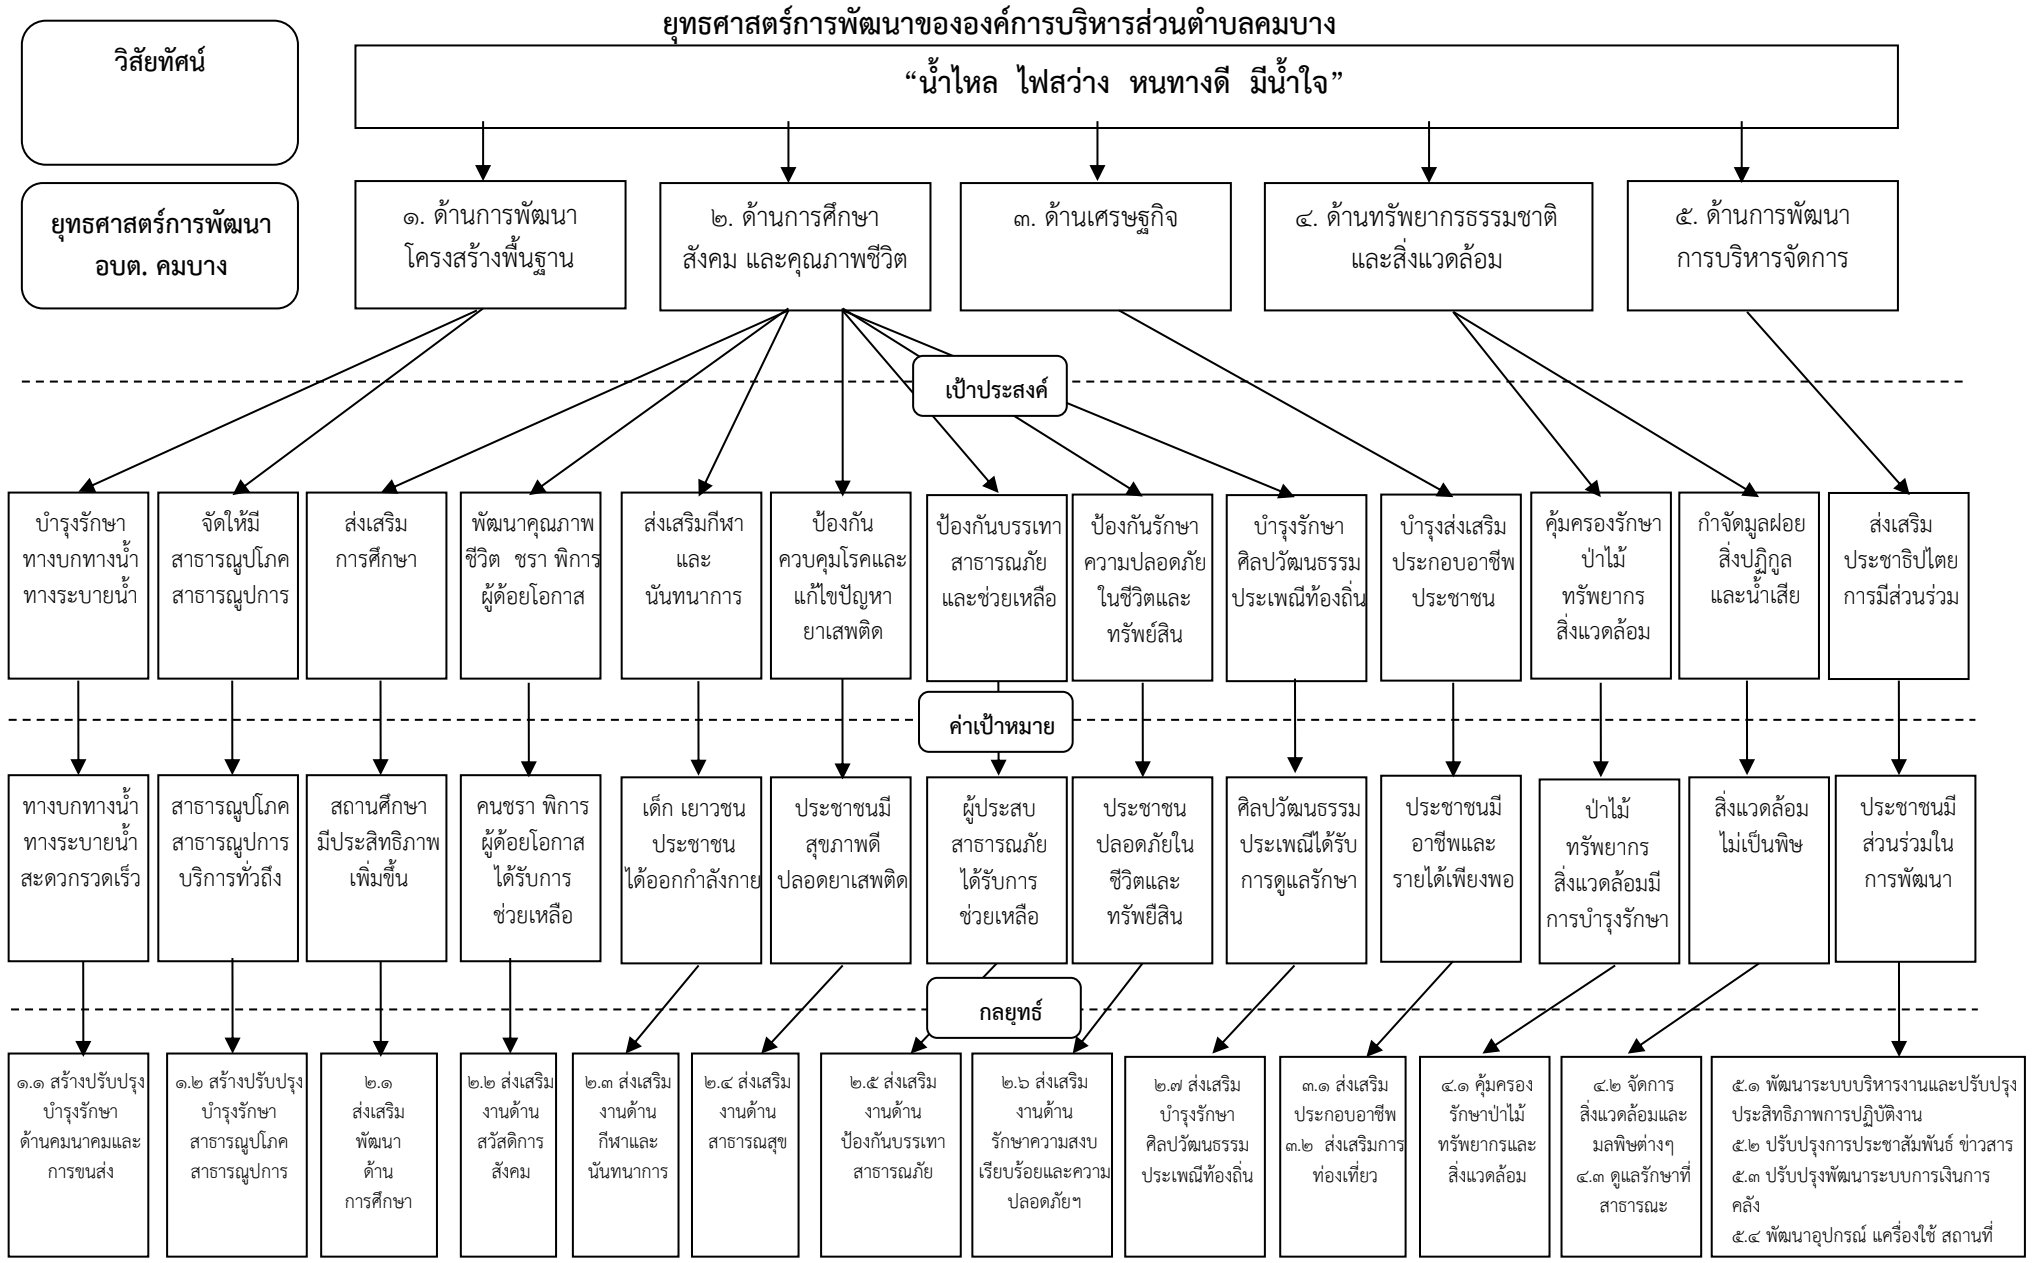 ยุทธศาสตร์การพัฒนาขององค์การบริหารส่วนตำบลคมบาง
วิสัยทัศน์
“น้ำไหล ไฟสว่าง หนทางดี มีน้ำใจ”
ยุทธศาสตร์การพัฒนา
อบต. คมบาง
๑. ด้านการพัฒนา
โครงสร้างพื้นฐาน
๒. ด้านการศึกษา
สังคม และคุณภาพชีวิต
๓. ด้านเศรษฐกิจ
๔. ด้านทรัพยากรธรรมชาติ
และสิ่งแวดล้อม
๕. ด้านการพัฒนา
การบริหารจัดการ
เป้าประสงค์
บำรุงรักษา
ทางบกทางน้ำ
ทางระบายน้ำ
จัดให้มี
สาธารณูปโภค
สาธารณูปการ
ส่งเสริม
การศึกษา
พัฒนาคุณภาพ
ชีวิต ชรา พิการ
ผู้ด้อยโอกาส
ส่งเสริมกีฬา
และ
นันทนาการ
ป้องกัน
ควบคุมโรคและ
แก้ไขปัญหา
ยาเสพติด
ป้องกันบรรเทา
สาธารณภัย
และช่วยเหลือ
ป้องกันรักษา
ความปลอดภัย
ในชีวิตและ
ทรัพย์สิน
บำรุงรักษา
ศิลปวัฒนธรรม
ประเพณีท้องถิ่น
บำรุงส่งเสริม
ประกอบอาชีพ
ประชาชน
คุ้มครองรักษา
ป่าไม้
ทรัพยากร
สิ่งแวดล้อม
กำจัดมูลฝอย
สิ่งปฏิกูล
และน้ำเสีย
ส่งเสริม
ประชาธิปไตย
การมีส่วนร่วม
ค่าเป้าหมาย
ทางบกทางน้ำ
ทางระบายน้ำ
สะดวกรวดเร็ว
สาธารณูปโภค
สาธารณูปการ
บริการทั่วถึง
สถานศึกษา
มีประสิทธิภาพ
เพิ่มขึ้น
คนชรา พิการ
ผู้ด้อยโอกาส
ได้รับการ
ช่วยเหลือ
เด็ก เยาวชน
ประชาชน
ได้ออกกำลังกาย
ประชาชนมี
สุขภาพดี
ปลอดยาเสพติด
ผู้ประสบ
สาธารณภัย
ได้รับการ
ช่วยเหลือ
ประชาชน
ปลอดภัยใน
ชีวิตและ
ทรัพยืสิน
ศิลปวัฒนธรรม
ประเพณีได้รับ
การดูแลรักษา
ประชาชนมี
อาชีพและ
รายได้เพียงพอ
ป่าไม้
ทรัพยากร
สิ่งแวดล้อมมี
การบำรุงรักษา
สิ่งแวดล้อม
ไม่เป็นพิษ
ประชาชนมี
ส่วนร่วมใน
การพัฒนา
กลยุทธ์
๑.๑ สร้างปรับปรุง
บำรุงรักษา
ด้านคมนาคมและ
การขนส่ง
๑.๒ สร้างปรับปรุง
บำรุงรักษา
สาธารณูปโภค
สาธารณูปการ
๒.๑
ส่งเสริม
พัฒนา
ด้าน
การศึกษา
๒.๒ ส่งเสริม
งานด้าน
สวัสดิการ
สังคม
๒.๓ ส่งเสริม
งานด้าน
กีฬาและ
นันทนาการ
๒.๔ ส่งเสริม
งานด้าน
สาธารณสุข
๒.๕ ส่งเสริม
งานด้าน
ป้องกันบรรเทา
สาธารณภัย
๒.๖ ส่งเสริม
งานด้าน
รักษาความสงบ
เรียบร้อยและความ
ปลอดภัยฯ
๒.๗ ส่งเสริม
บำรุงรักษา
ศิลปวัฒนธรรม
ประเพณีท้องถิ่น
๓.๑ ส่งเสริม
ประกอบอาชีพ
๓.๒ ส่งเสริมการ
ท่องเที่ยว
๔.๑ คุ้มครอง
รักษาป่าไม้
ทรัพยากรและ
สิ่งแวดล้อม
๔.๒ จัดการ
สิ่งแวดล้อมและ
มลพิษต่างๆ
๔.๓ ดูแลรักษาที่
สาธารณะ
๕.๑ พัฒนาระบบบริหารงานและปรับปรุง
ประสิทธิภาพการปฏิบัติงาน
๕.๒ ปรับปรุงการประชาสัมพันธ์ ข่าวสาร
๕.๓ ปรับปรุงพัฒนาระบบการเงินการ
คลัง
๕.๔ พัฒนาอุปกรณ์ แครื่องใช้ สถานที่